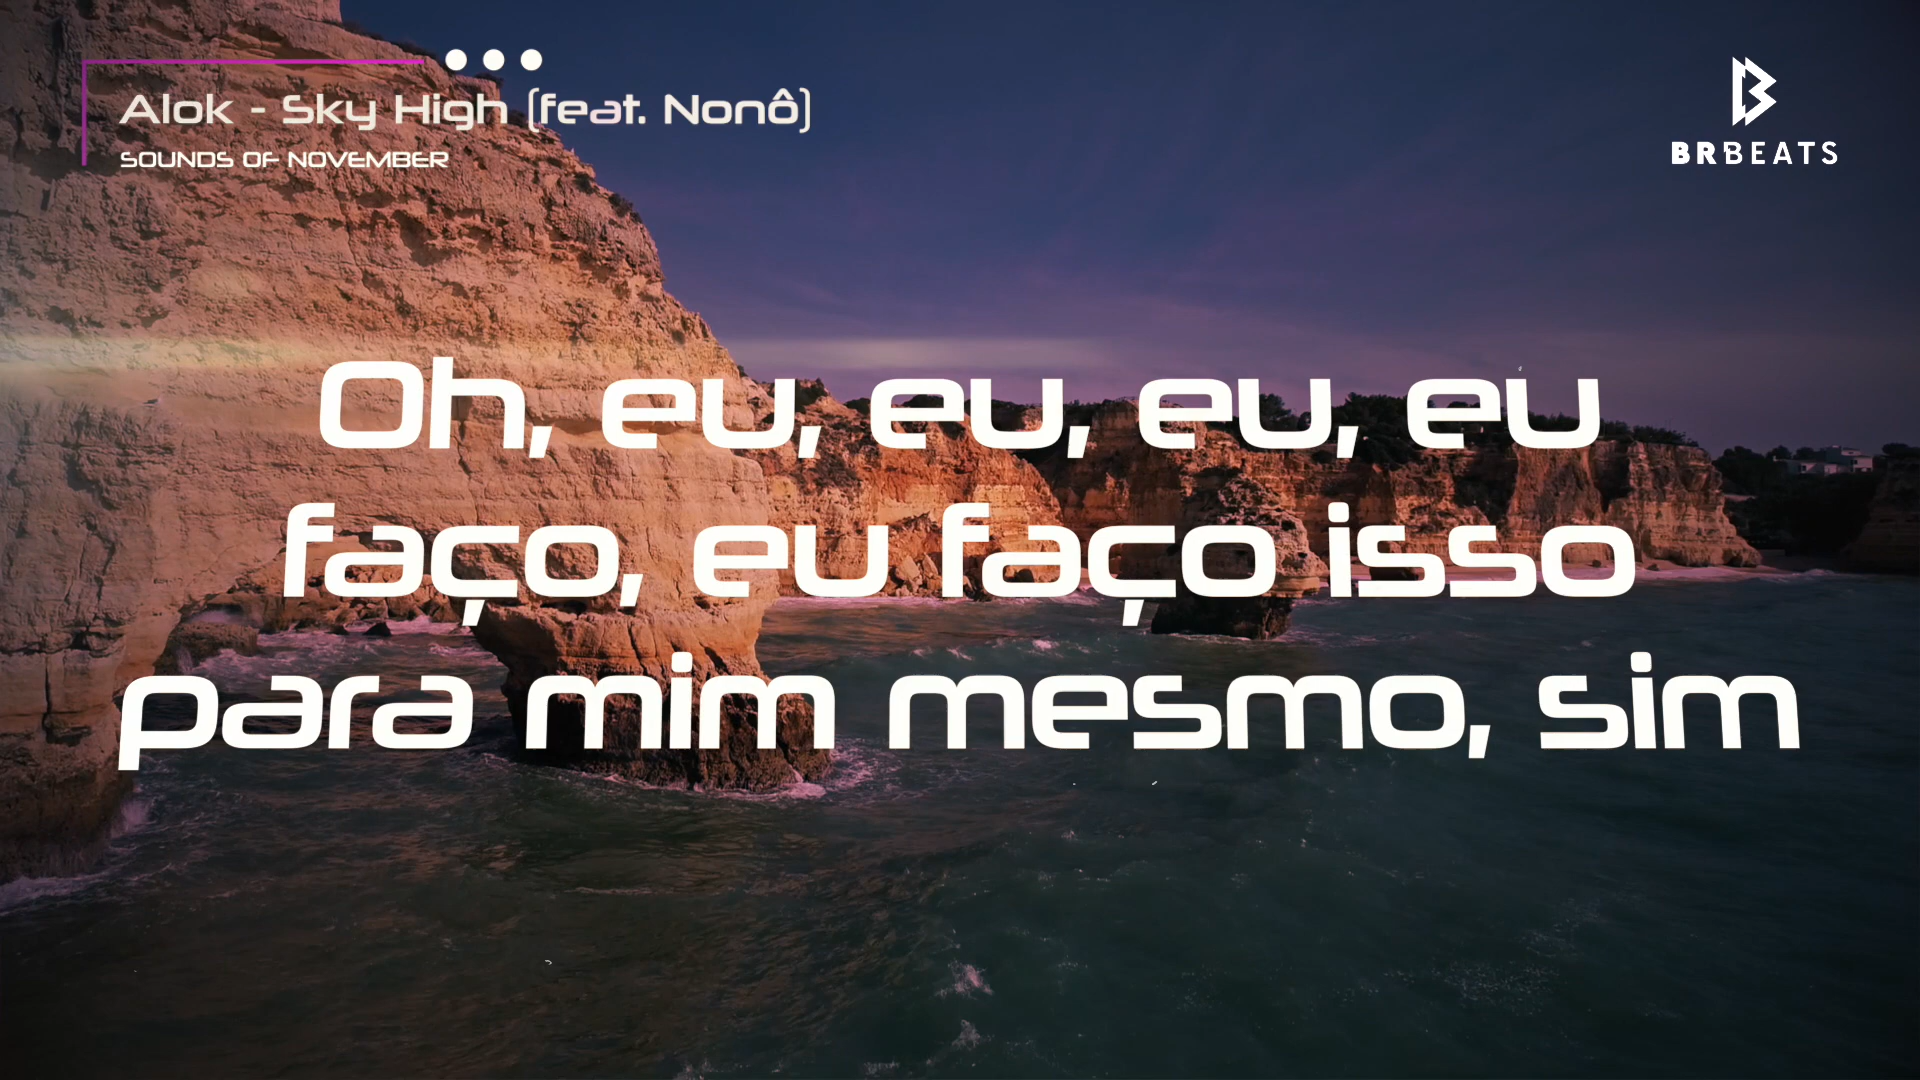 Alok - Sky High (feat. Nonô)
SOUNDS OF NOVEMBER
BRBEATS
Oh, eu, eu, eu, eu
faço, eu faço isso
para mim mesmo, sim